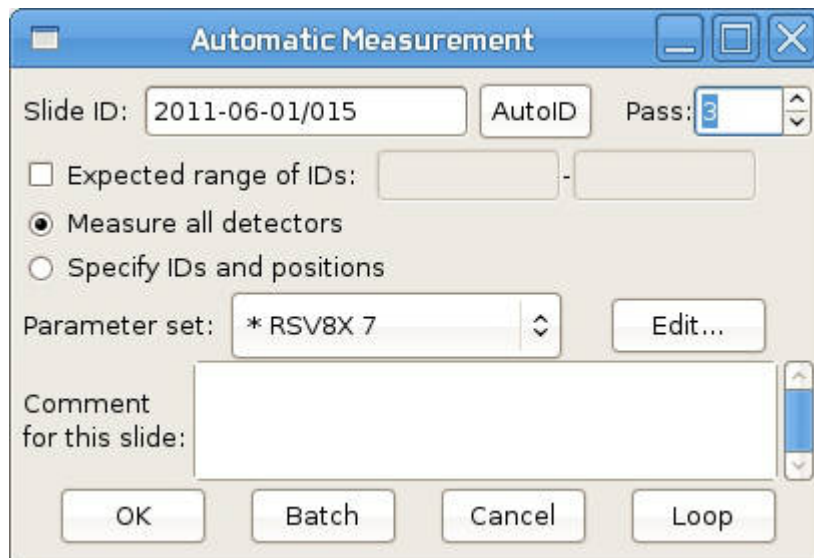 Automatic Measurement
Slide ID: 2011-06-01/015 AutoID Pass: 3
Expected range of IDs: -
Measure all detectors
Specify IDs and positions
Parameter set: * RSV8X 7 Edit...
Comment
for this slide:
OK Batch Cancel Loop